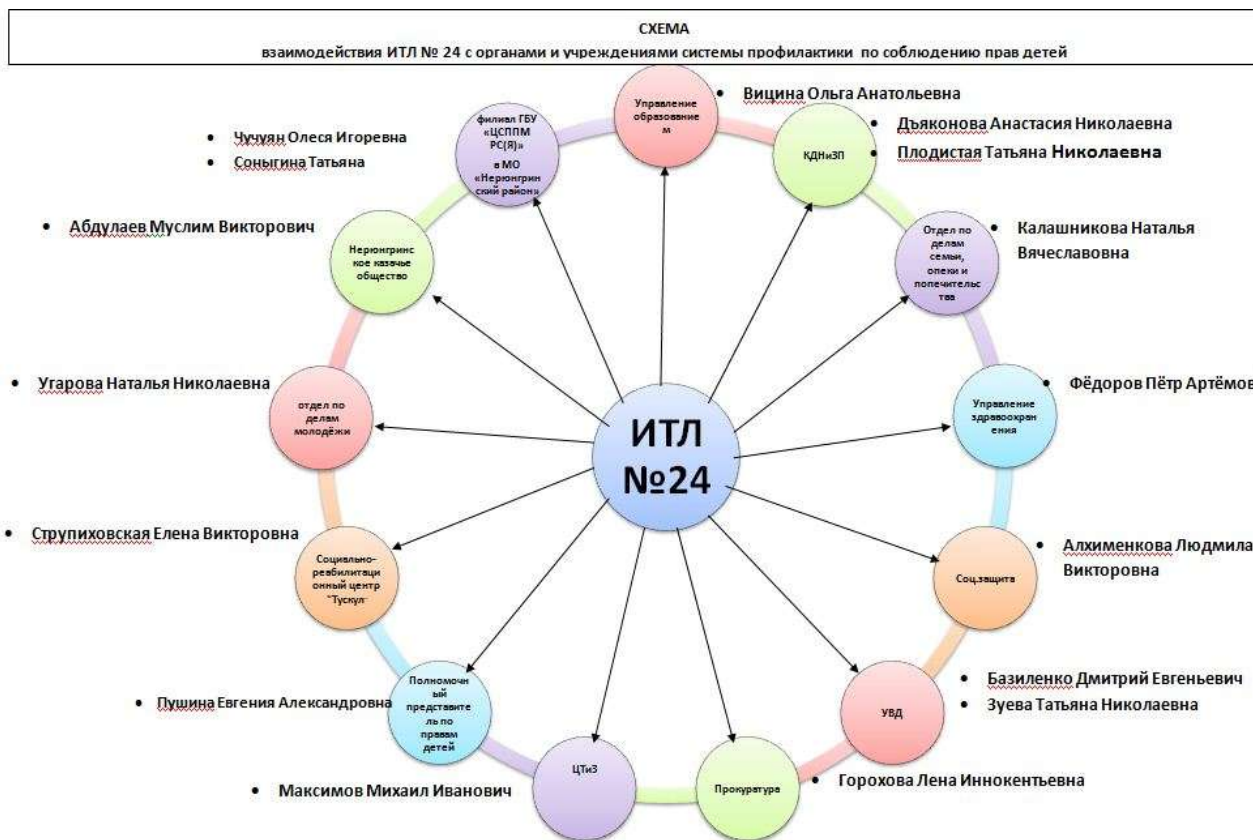 СХЕМА
взаимодействия ИТЛ № 24 с органами и учреждениями системы профилактики по соблюдению прав детей
Управление
образование
м
• Вицина Ольга Анатольевна
КДНиЗП
• Дъяконова Анастасия Николаевна
• Плодистая Татьяна Николаевна
Отдел по
делам
семьи,
опеки и
попечительс
тва
• Калашникова Наталья
Вячеславовна
Управление
здравоохран
ения
• Фёдоров Пётр Артёмов
Соц.защита
• Алхименкова Людмила
Викторовна
УВД
• Базиленко Дмитрий Евгеньевич
• Зуева Татьяна Николаевна
Прокуратура
• Горохова Лена Иннокентьевна
ЦТиЗ
• Максимов Михаил Иванович
Полномочн
ый
представите
ль по
правам
детей
• Пушина Евгения Александровна
Социально-
реабилитац
ионный центр
"Тускул"
• Струпиховская Елена Викторовна
отдел по
делам
молодёжи
• Угарова Наталья Николаевна
Нерюнгринс
кое казачье
общество
• Абдулаев Муслим Викторович
филиал ГБУ
«ЦСППМ
РС(Я)»
в МО
«Нерюнгрин
ский район»
• Чучуян Олеся Игоревна
• Соныгина Татьяна
ИТЛ
№24